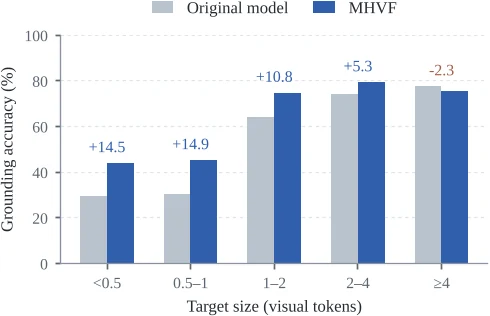 Original model MHVF
Grounding accuracy (%)
100
80
60
40
20
0
+14.5
+14.9
+10.8
+5.3
-2.3
<0.5 0.5–1 1–2 2–4 ≥4
Target size (visual tokens)